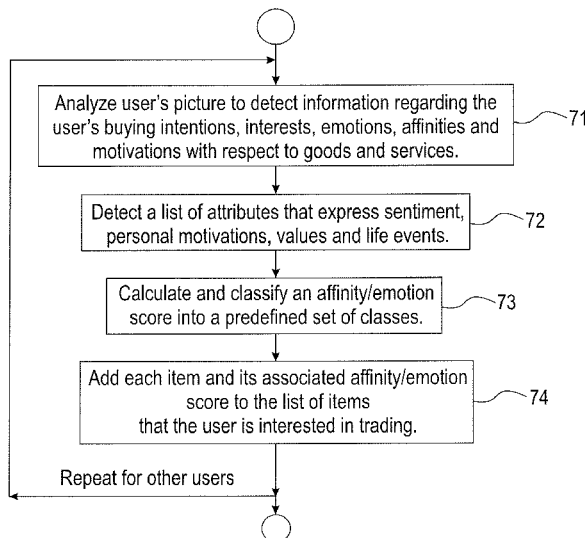 Analyze user's picture to detect information regarding the
user's buying intentions, interests, emotions, affinities and
motivations with respect to goods and services.
71
Detect a list of attributes that express sentiment,
personal motivations, values and life events.
72
Calculate and classify an affinity/emotion
score into a predefined set of classes.
73
Add each item and its associated affinity/emotion
score to the list of items
that the user is interested in trading.
74
Repeat for other users